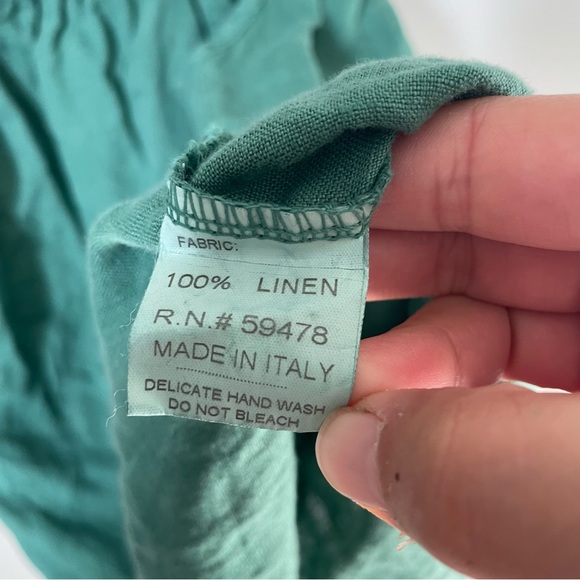 FABRIC:
100% LINEN
R.N.# 59478
MADE IN ITALY
DELICATE HAND WASH
DO NOT BLEACH